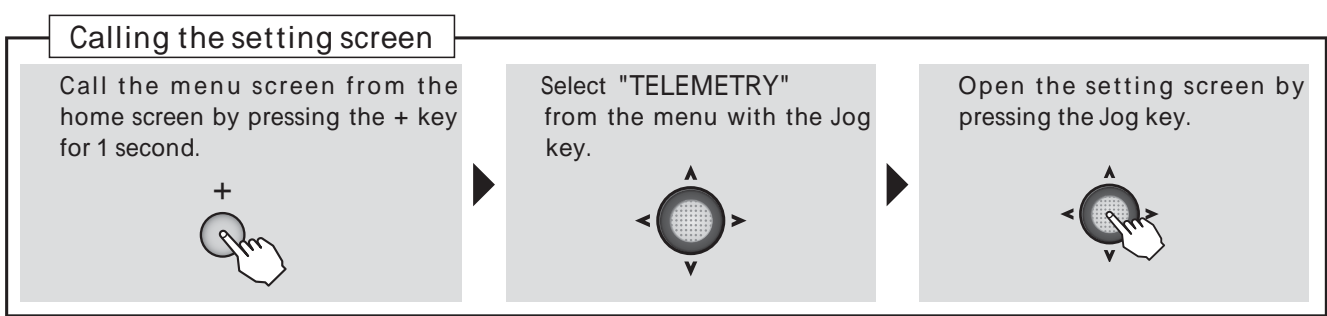 Calling the setting screen
Call the menu screen from the
home screen by pressing the + key
for 1 second.
+
Select "TELEMETRY"
from the menu with the Jog
key.
Open the setting screen by
pressing the Jog key.